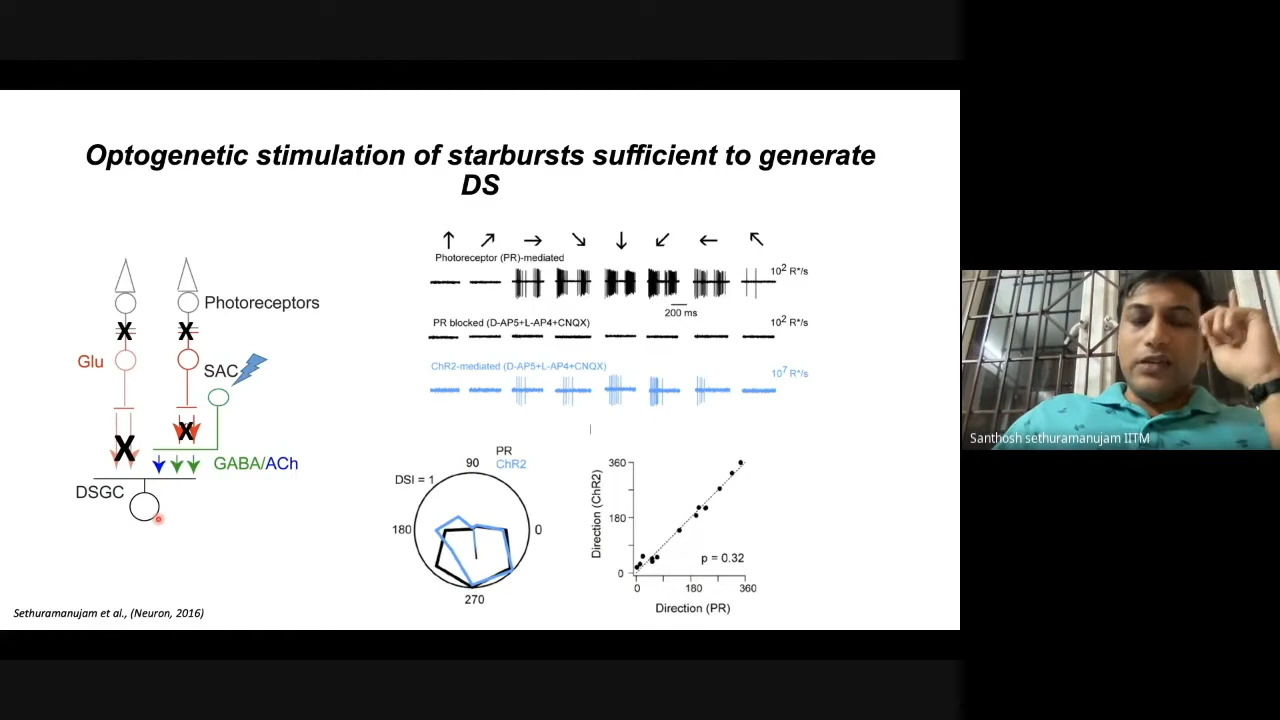 Optogenetic stimulation of starbursts sufficient to generate
DS
Photoreceptors
Glu
SAC
GABA/ACh
DSGC
X
X
X
X
Photoreceptor (PR)-mediated
10² R*/s
200 ms
PR blocked (D-AP5+L-AP4+CNQX)
10² R*/s
ChR2-mediated (D-AP5+L-AP4+CNQX)
10⁷ R*/s
PR
ChR2
90
DSI = 1
180
0
270
360
180
0
Direction (ChR2)
p = 0.32
0
180
360
Direction (PR)
Sethuramanujam et al., (Neuron, 2016)
Santhosh sethuramanujam IITM